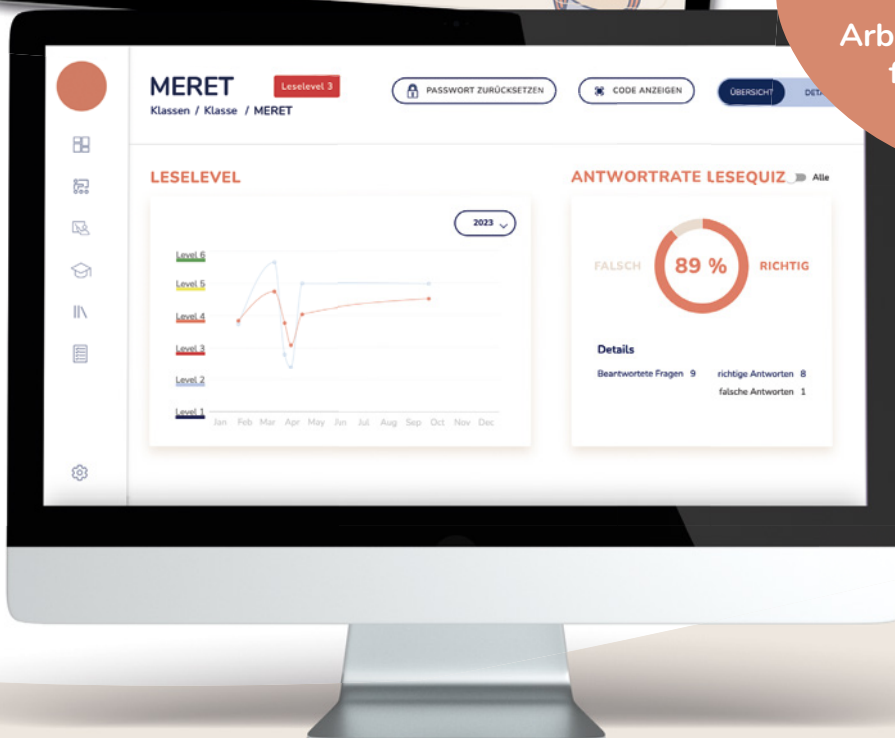 Arb
f
MERET
Leselevel 3
PASSWORT ZURÜCKSETZEN
CODE ANZEIGEN
ÜBERSICHT
DETA
Klassen / Klasse / MERET
LESELEVEL
2023
Level 6
Level 5
Level 4
Level 3
Level 2
Level 1
Jan Feb Mar Apr May Jun Jul Aug Sep Oct Nov Dec
ANTWORTRATE LESEQUIZ
Alle
FALSCH
89 %
RICHTIG
Details
Beantwortete Fragen 9
richtige Antworten 8
falsche Antworten 1